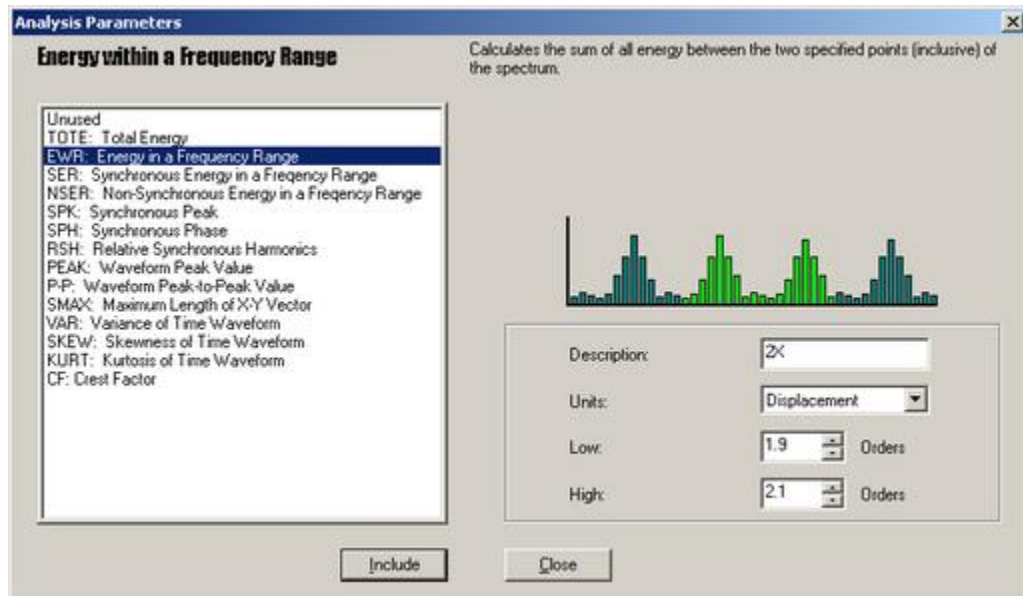 Analysis Parameters
Energy within a Frequency Range
Calculates the sum of all energy between the two specified points (inclusive) of
the spectrum.
Unused
TOTE: Total Energy
EWR: Energy in a Frequency Range
SER: Synchronous Energy in a Freqency Range
NSER: Non-Synchronous Energy in a Freqency Range
SPK: Synchronous Peak
SPH: Synchronous Phase
RSH: Relative Synchronous Harmonics
PEAK: Waveform Peak Value
P-P: Waveform Peak-to-Peak Value
SMAX: Maximum Length of X-Y Vector
VAR: Variance of Time Waveform
SKEW: Skewness of Time Waveform
KURT: Kurtosis of Time Waveform
CF: Crest Factor
Description: 2X
Units: Displacement
Low: 1.9 Orders
High: 2.1 Orders
Include Close